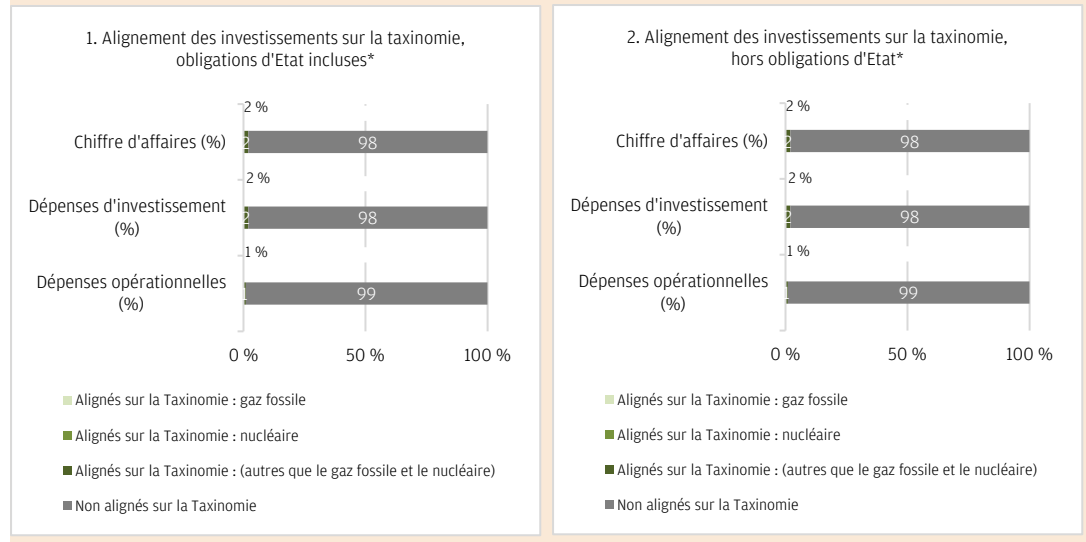 1. Alignement des investissements sur la taxinomie,
obligations d'Etat incluses*
2 %
Chiffre d'affaires (%)
2
98
2 %
Dépenses d'investissement
(%)
2
98
1 %
Dépenses opérationnelles
(%)
1
99
0 %
50 %
100 %
Alignés sur la Taxinomie : gaz fossile
Alignés sur la Taxinomie : nucléaire
Alignés sur la Taxinomie : (autres que le gaz fossile et le nucléaire)
Non alignés sur la Taxinomie
2. Alignement des investissements sur la taxinomie,
hors obligations d'Etat*
2 %
Chiffre d'affaires (%)
2
98
2 %
Dépenses d'investissement
(%)
2
98
1 %
Dépenses opérationnelles
(%)
1
99
0 %
50 %
100 %
Alignés sur la Taxinomie : gaz fossile
Alignés sur la Taxinomie : nucléaire
Alignés sur la Taxinomie : (autres que le gaz fossile et le nucléaire)
Non alignés sur la Taxinomie